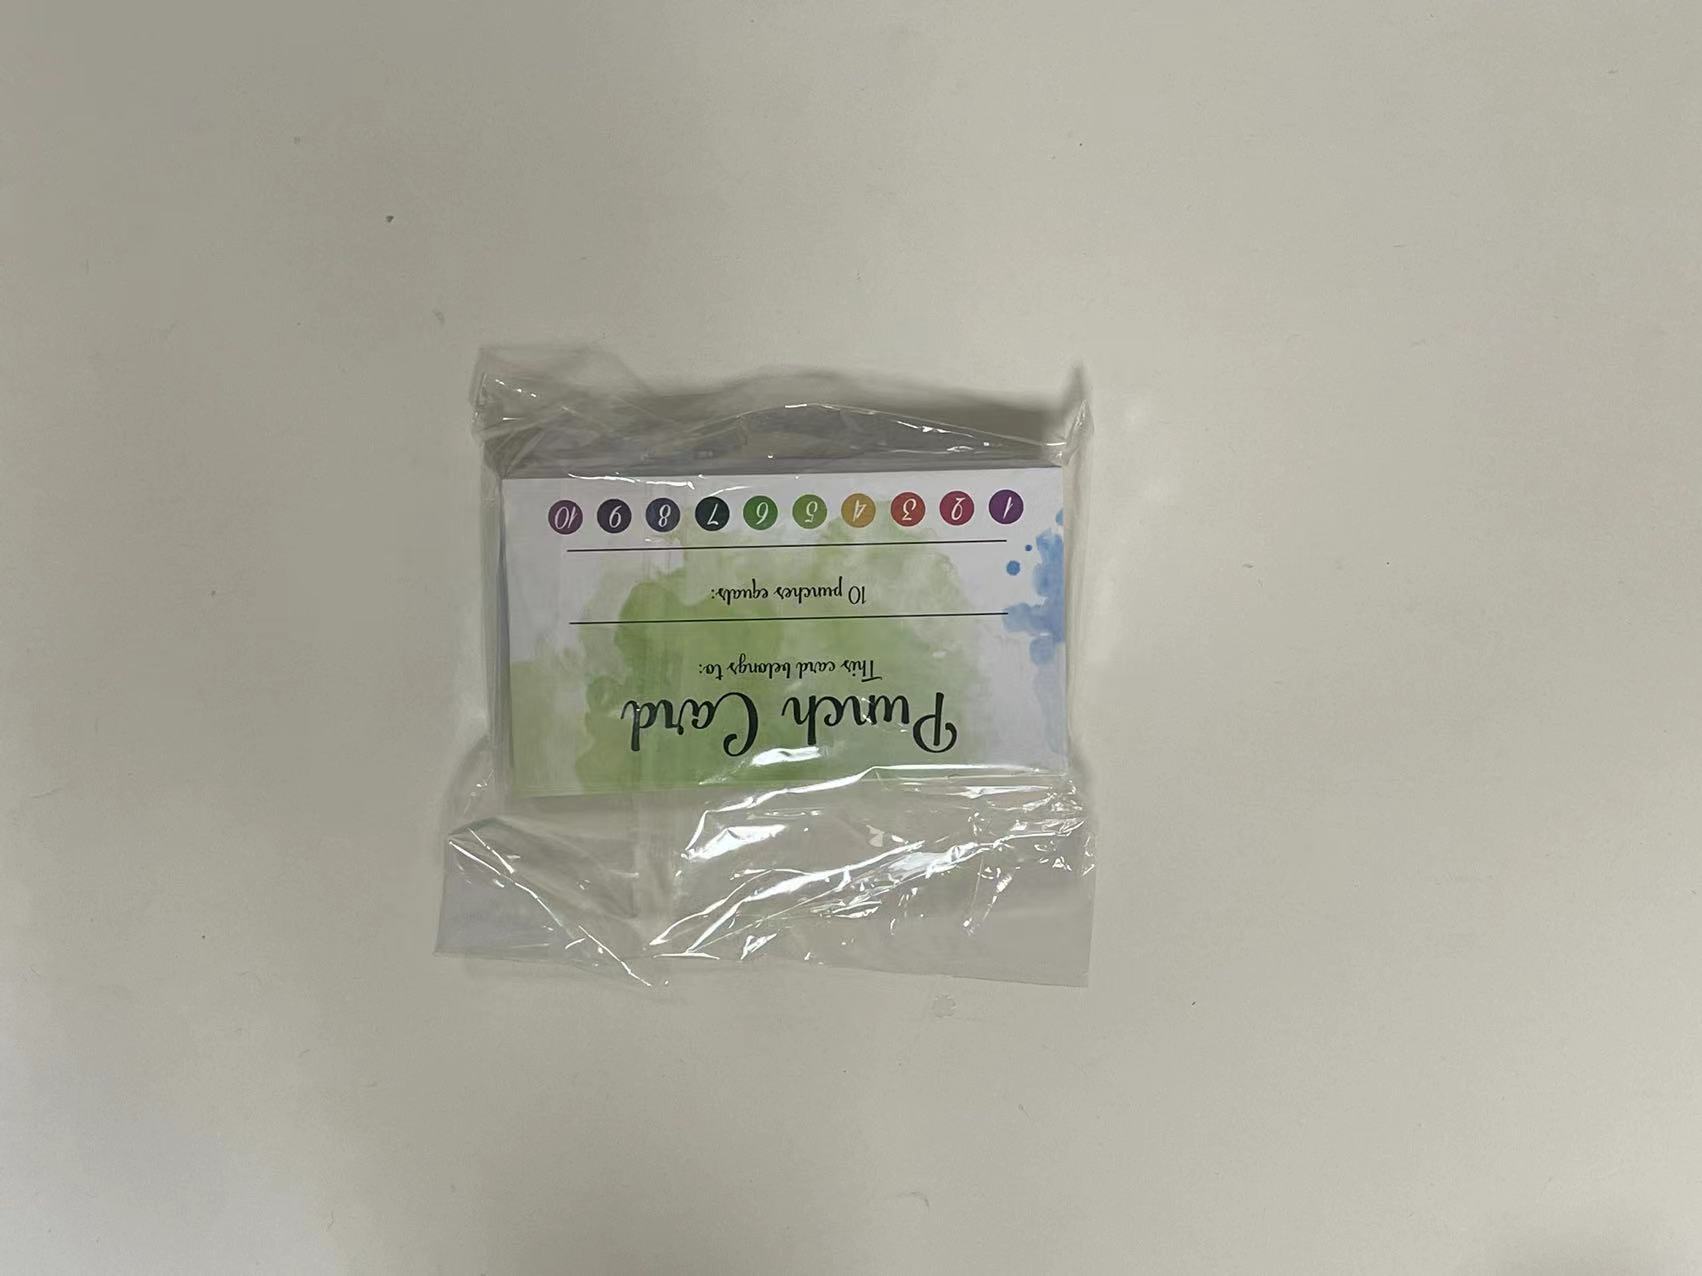 Punch Card
This card belongs to:
10 punches equals:
1 2 3 4 5 6 7 8 9 10